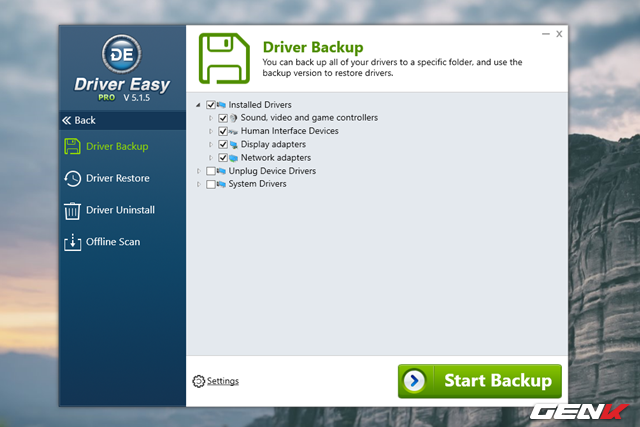 DE
Driver Easy
PRO V 5.1.5
Back
Driver Backup
Driver Restore
Driver Uninstall
Offline Scan
Driver Backup
You can back up all of your drivers to a specific folder, and use the
backup version to restore drivers.
Installed Drivers
Sound, video and game controllers
Human Interface Devices
Display adapters
Network adapters
Unplug Device Drivers
System Drivers
Settings
Start Backup
GENK